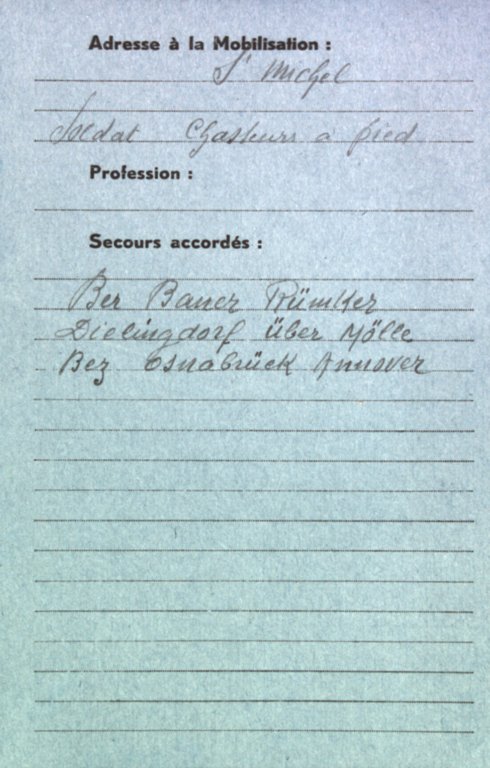 Adresse à la Mobilisation :
St Michel
Soldat Chasseurs a pied
Profession :
Secours accordés :
Ber Bauer
Dielingdorf über Mölle
Bez Osnabrück Annover